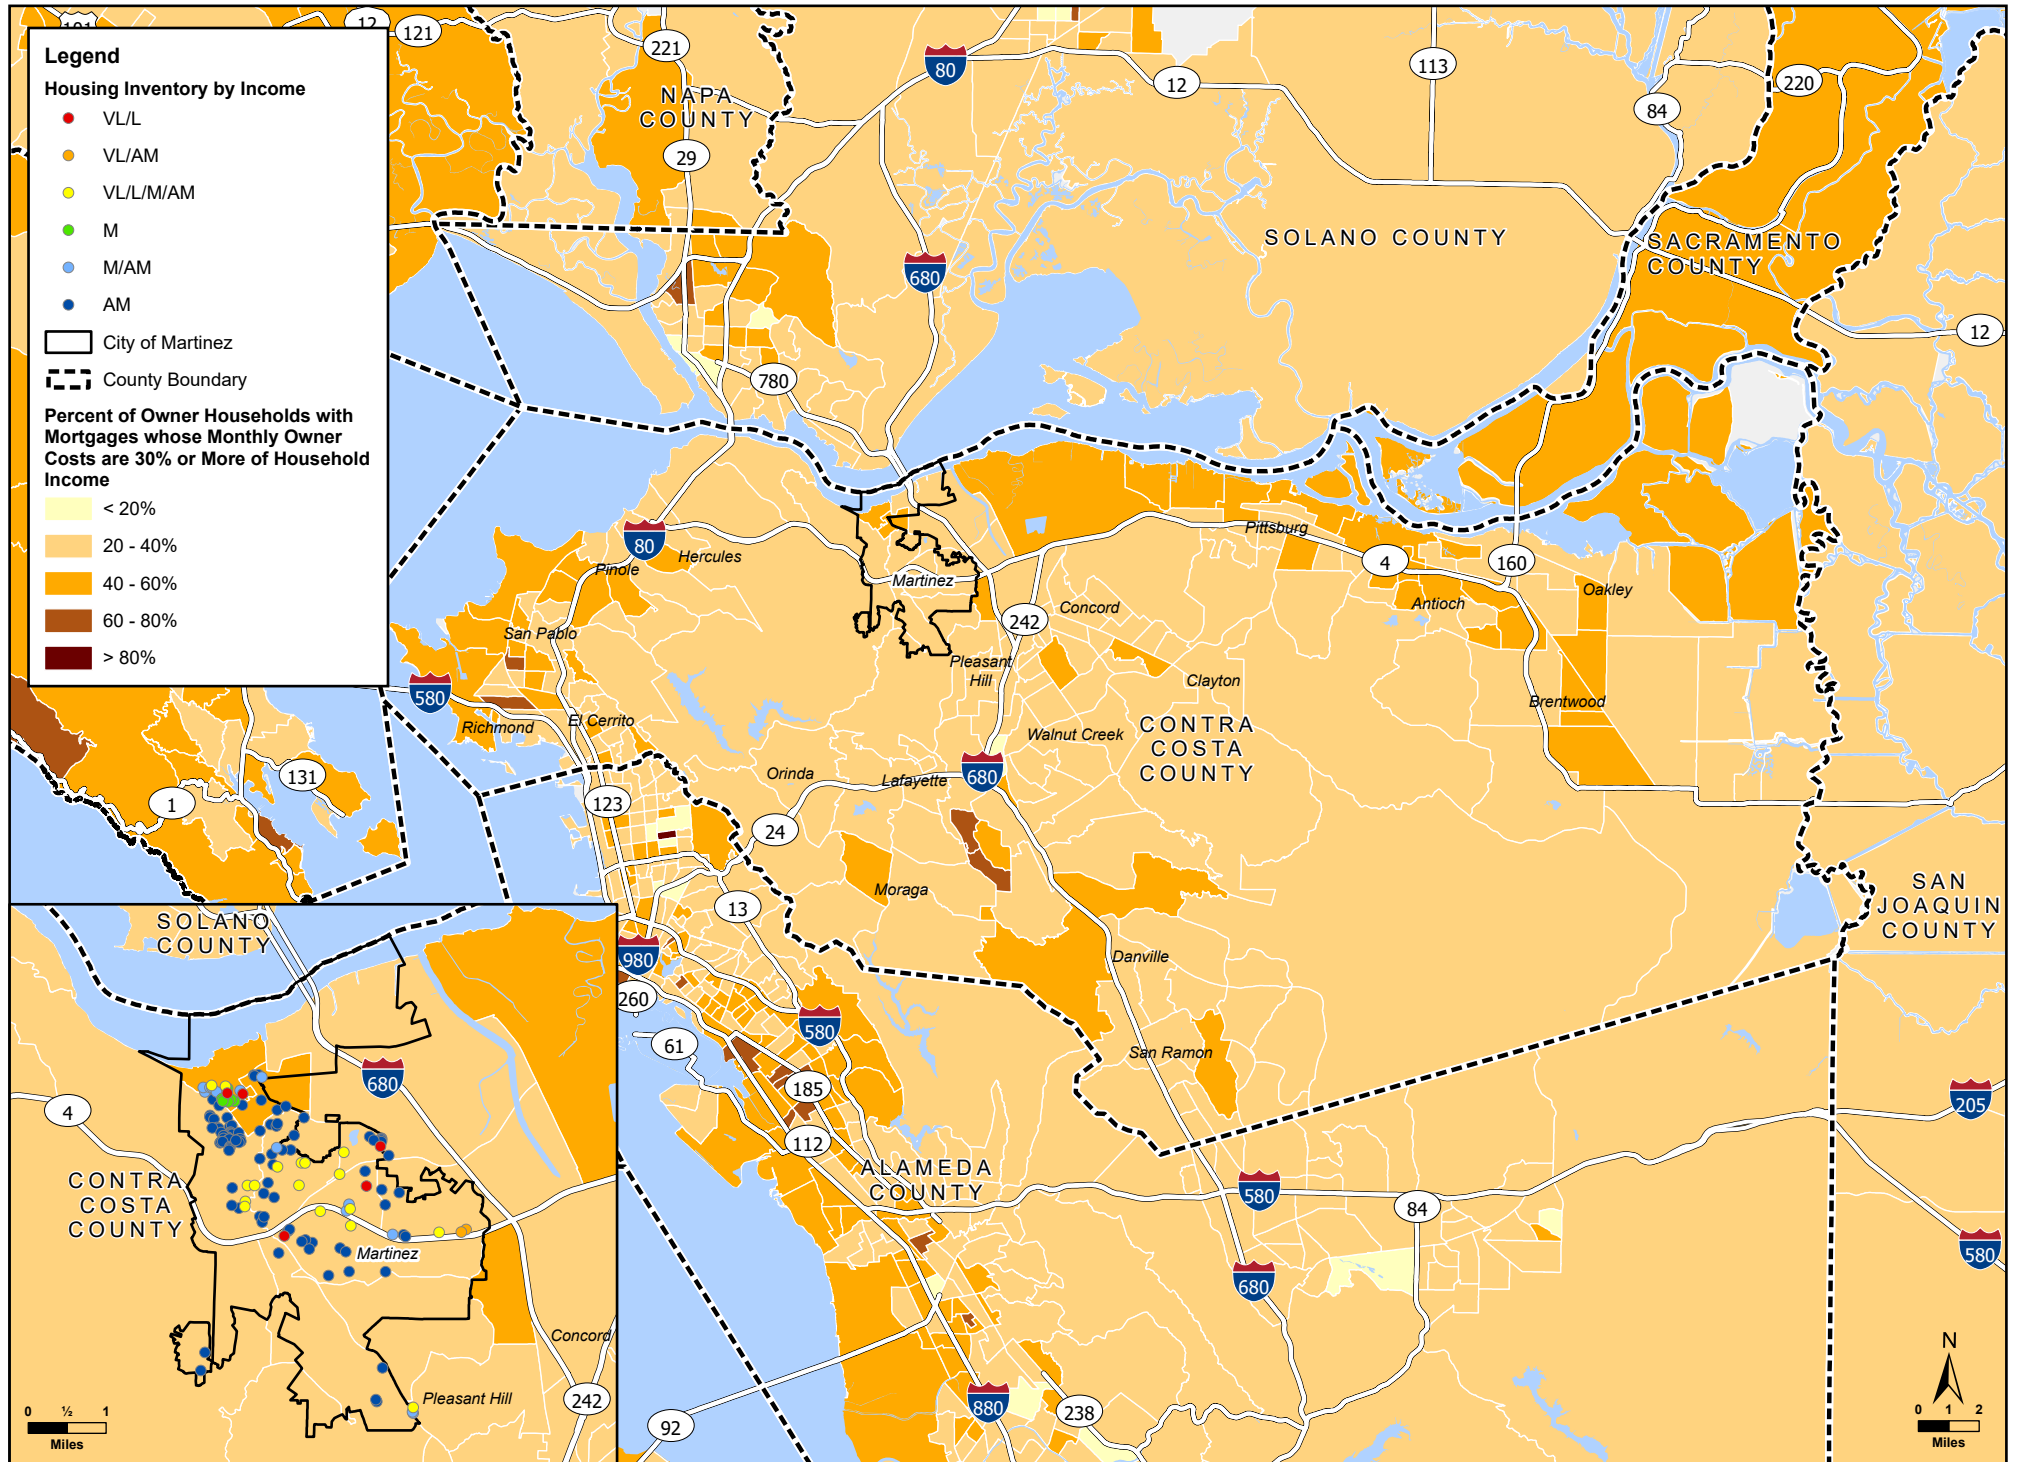 Legend
Housing Inventory by Income
VL/L
VL/AM
VL/L/M/AM
M
M/AM
AM
City of Martinez
County Boundary
Percent of Owner Households with
Mortgages whose Monthly Owner
Costs are 30% or More of Household
Income
< 20%
20 - 40%
40 - 60%
60 - 80%
> 80%
12
121
221
80
12
113
84
220
NAPA
COUNTY
29
SOLANO COUNTY
SACRAMENTO
COUNTY
680
12
780
80
Hercules
Pinole
Martinez
Pittsburg
4
160
Antioch
Oakley
San Pablo
242
Concord
Pleasant
Hill
Clayton
580
Richmond
El Cerrito
Brentwood
Walnut Creek
CONTRA
COSTA
COUNTY
131
1
123
Orinda
Lafayette
680
24
Moraga
13
SAN
JOAQUIN
COUNTY
980
Danville
260
580
61
San Ramon
185
205
112
ALAMEDA
COUNTY
580
84
580
680
880
238
92
N
0 1 2
Miles
SOLANO
COUNTY
680
4
CONTRA
COSTA
COUNTY
Martinez
Concord
Pleasant Hill
242
0 ½ 1
Miles